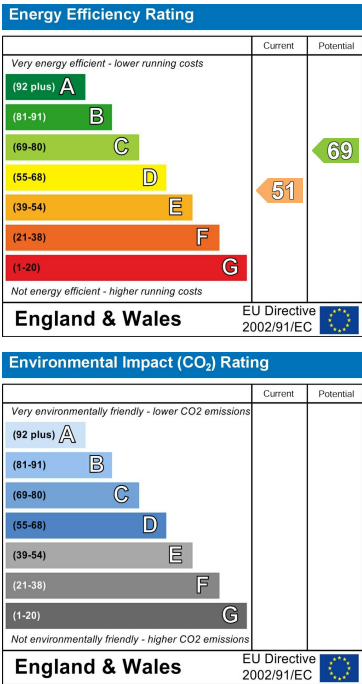 Energy Efficiency Rating
Current Potential
Very energy efficient - lower running costs
(92 plus) A
(81-91) B
(69-80) C
69
(55-68) D
51
(39-54) E
(21-38) F
(1-20) G
Not energy efficient - higher running costs
England & Wales
EU Directive
2002/91/EC
Environmental Impact (CO₂) Rating
Current Potential
Very environmentally friendly - lower CO2 emissions
(92 plus) A
(81-91) B
(69-80) C
(55-68) D
(39-54) E
(21-38) F
(1-20) G
Not environmentally friendly - higher CO2 emissions
England & Wales
EU Directive
2002/91/EC